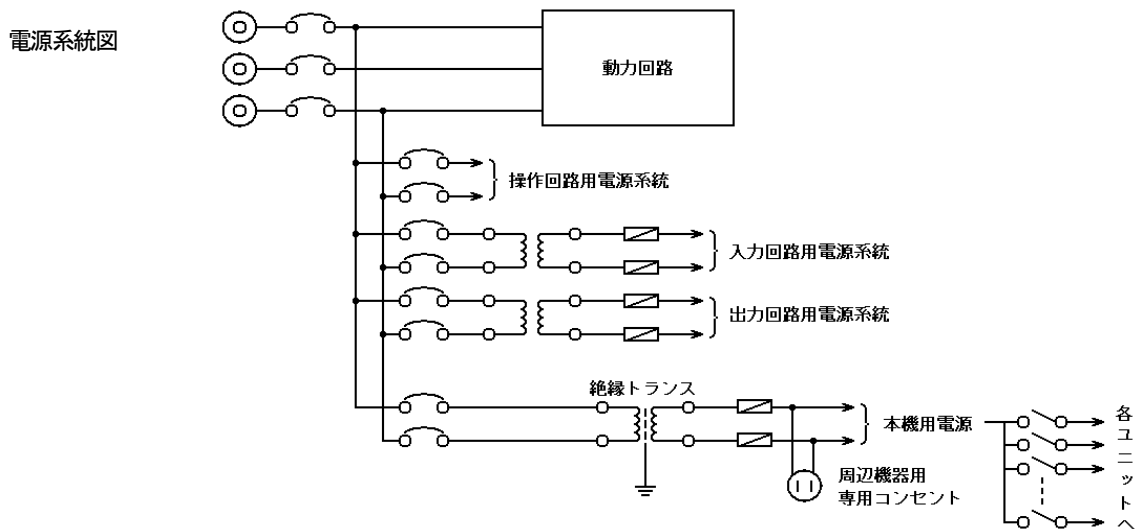 電源系統図
動力回路
操作回路用電源系統
入力回路用電源系統
出力回路用電源系統
絶縁トランス
本機用電源
各ユニットへ
周辺機器用
専用コンセント